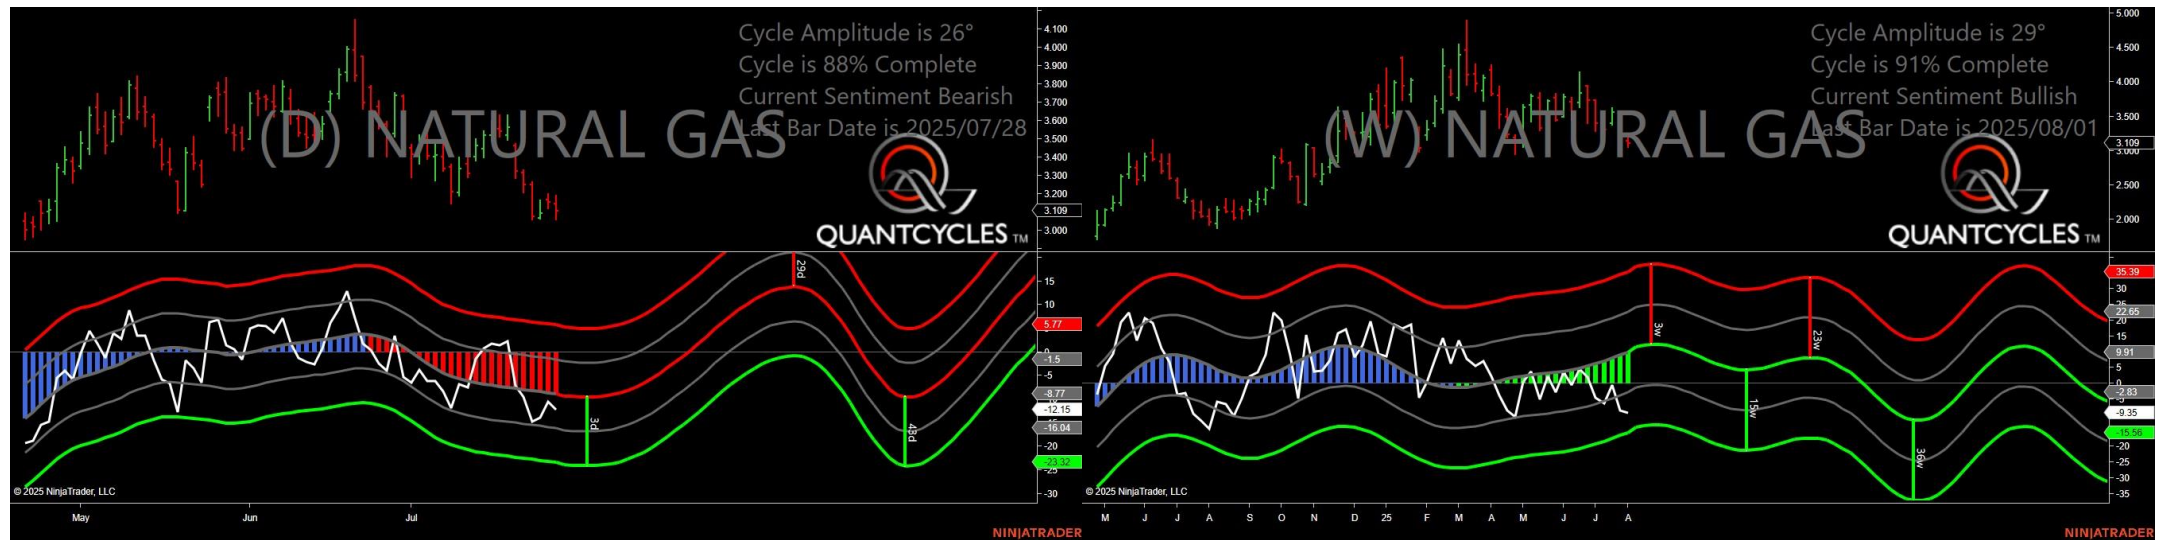 Cycle Amplitude is 26°
Cycle is 88% Complete
Current Sentiment Bearish
Last Bar Date is 2025/07/28
(D) NATURAL GAS
QUANTCYCLES TM
4.100
4.000
3.900
3.800
3.700
3.600
3.500
3.400
3.300
3.200
3.109
3.000
29d
3d
43d
15
10
5.77
0
-1.5
-5
-8.77
-12.15
-16.04
-20
-23.32
-25
-30
© 2025 NinjaTrader, LLC
May Jun Jul
NINJATRADER
Cycle Amplitude is 29°
Cycle is 91% Complete
Current Sentiment Bullish
Last Bar Date is 2025/08/01
(W) NATURAL GAS
QUANTCYCLES TM
5.000
4.500
4.000
3.500
3.109
3.000
2.500
2.000
3w
23w
15w
36w
35.39
30
22.65
20
15
9.91
5
0
-2.83
-5
-9.35
-15.56
-20
-25
-30
-35
© 2025 NinjaTrader, LLC
M J J A S O N D 25 F M A M J J A
NINJATRADER